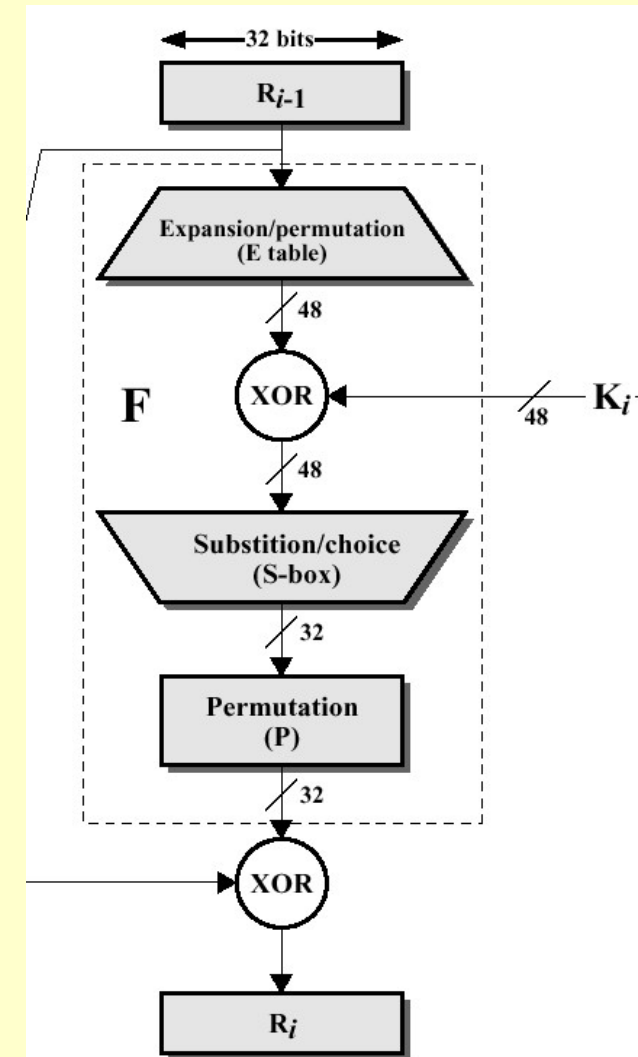 32 bits
Ri-1
Expansion/permutation
(E table)
48
XOR
F
48
Ki
48
Substition/choice
(S-box)
32
Permutation
(P)
32
XOR
Ri